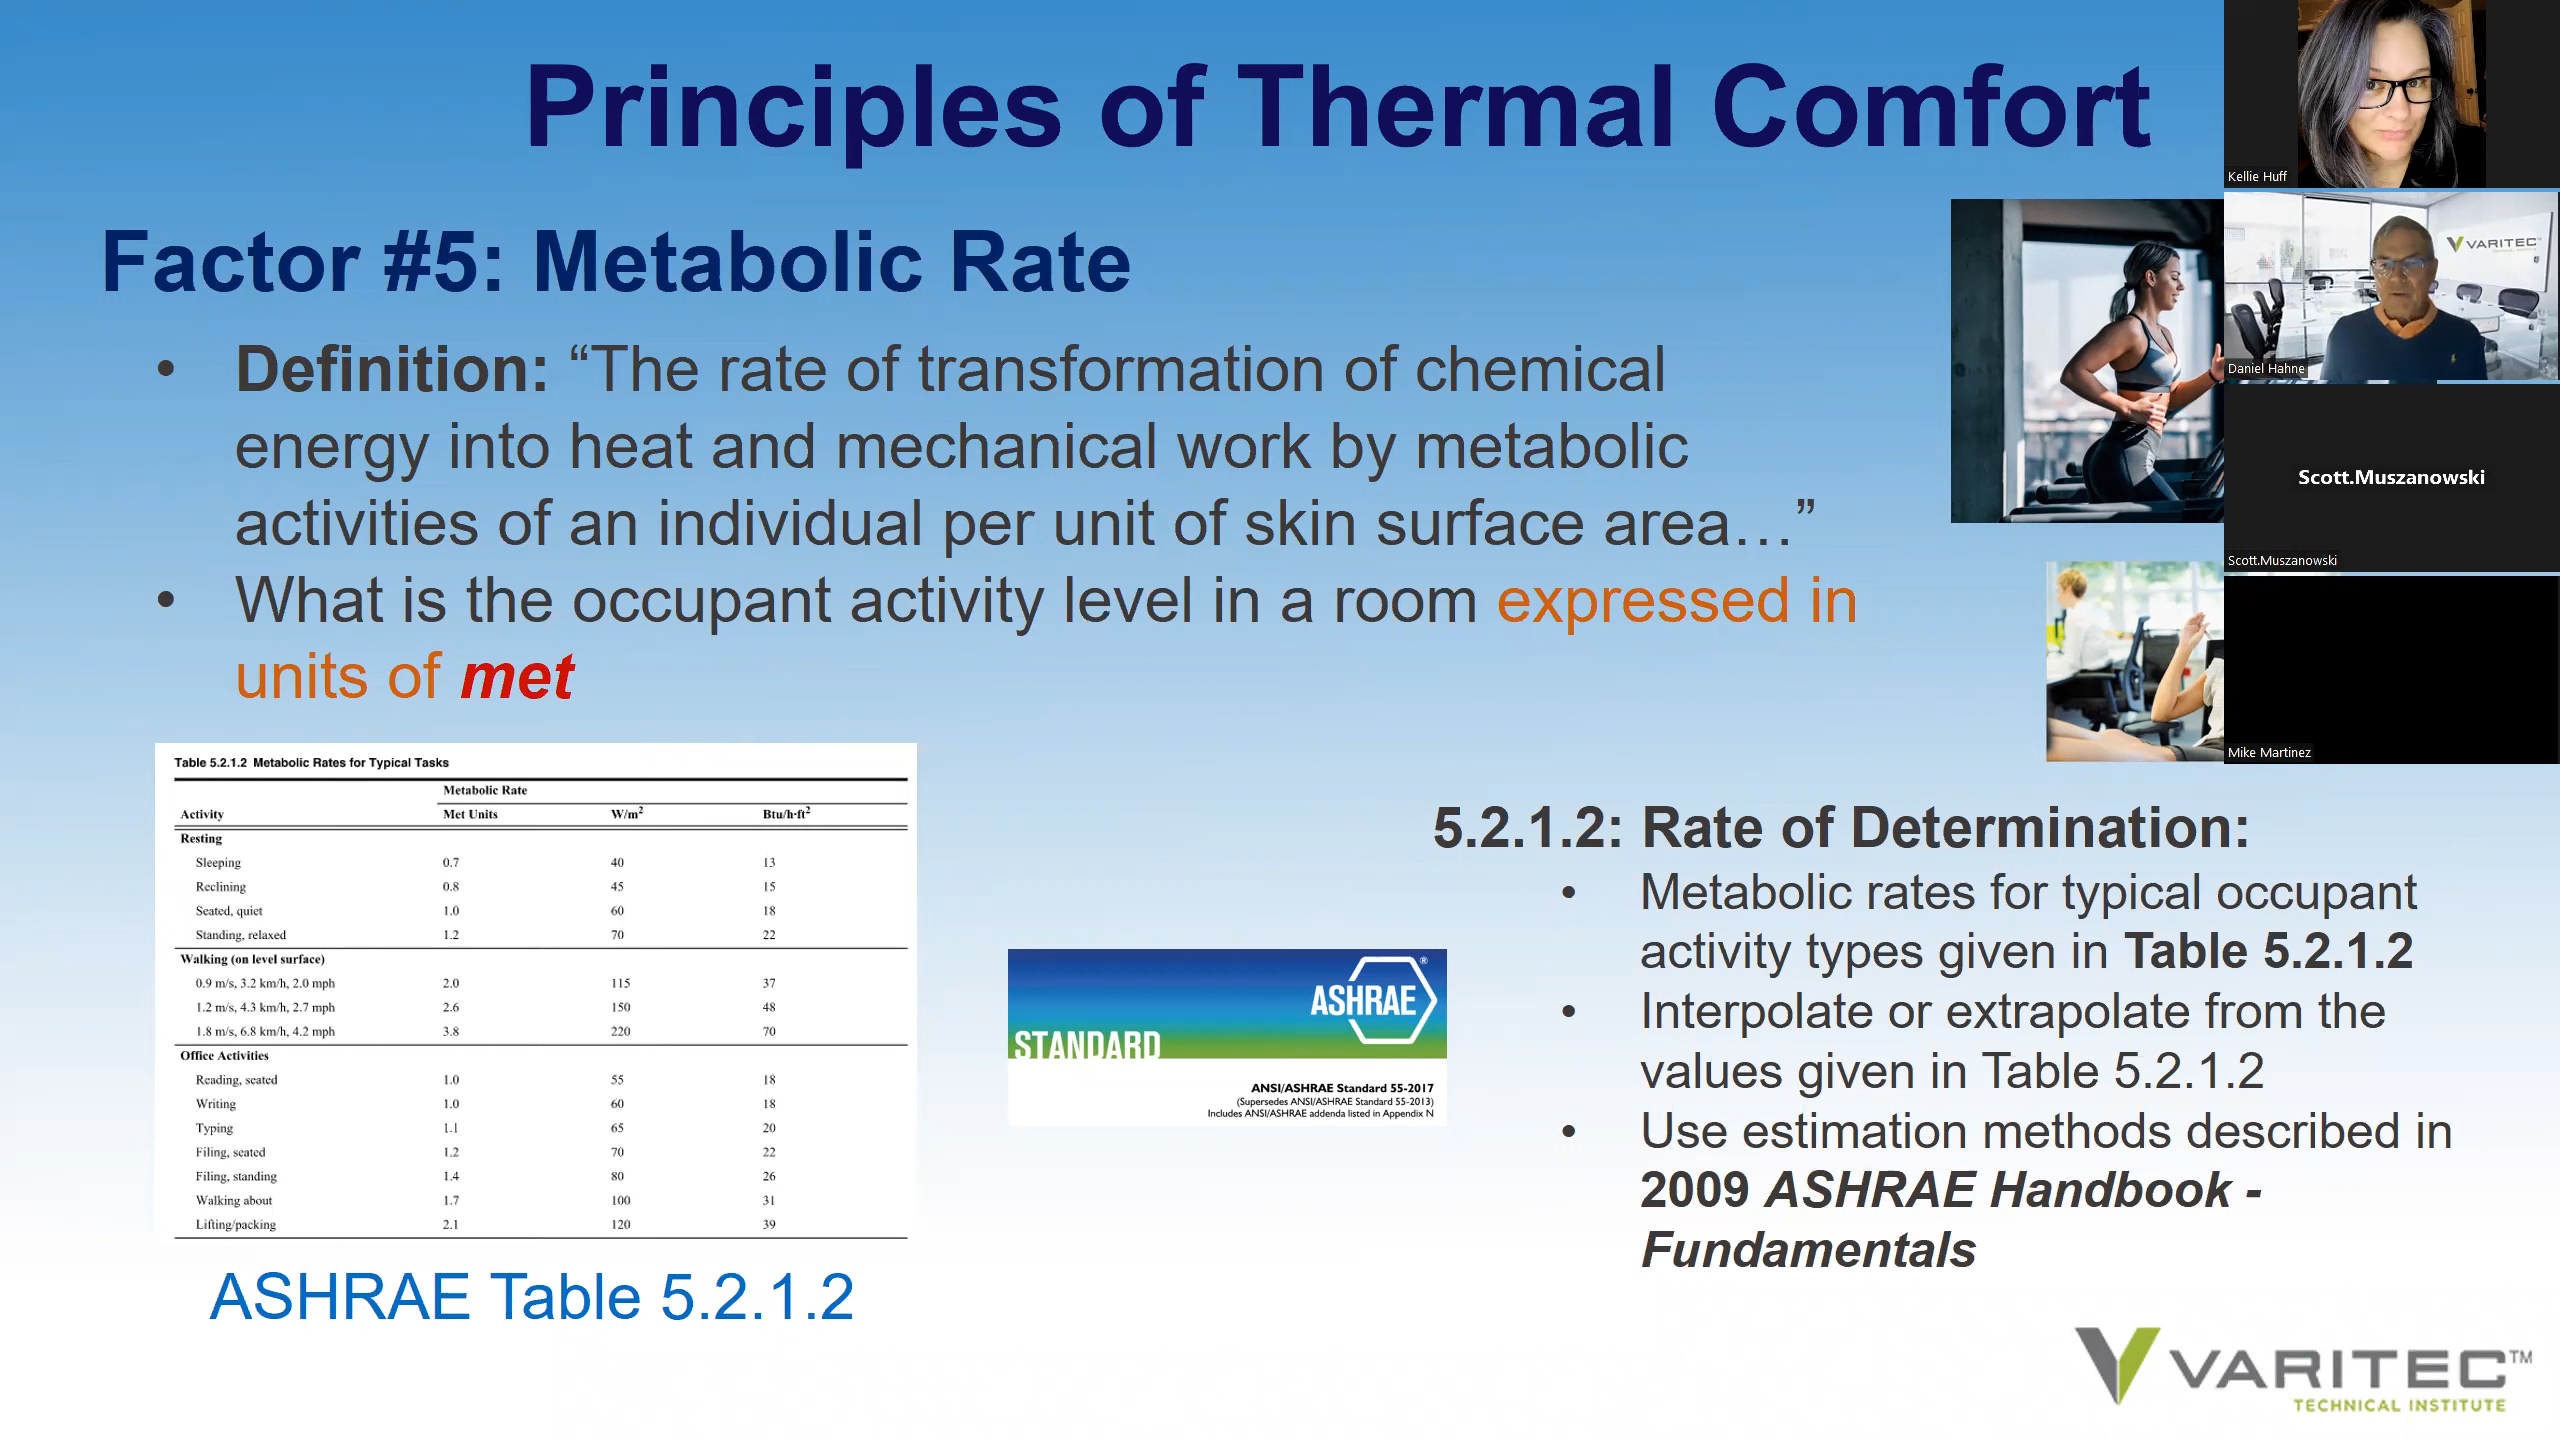 Principles of Thermal Comfort
Factor #5: Metabolic Rate
• Definition: “The rate of transformation of chemical
energy into heat and mechanical work by metabolic
activities of an individual per unit of skin surface area…”
• What is the occupant activity level in a room expressed in
units of met
Table 5.2.1.2 Metabolic Rates for Typical Tasks
Metabolic Rate
Activity Met Units W/m² Btu/h·ft²
Resting
Sleeping 0.7 40 13
Reclining 0.8 45 15
Seated, quiet 1.0 60 18
Standing, relaxed 1.2 70 22
Walking (on level surface)
0.9 m/s, 3.2 km/h, 2.0 mph 2.0 115 37
1.2 m/s, 4.3 km/h, 2.7 mph 2.6 150 48
1.8 m/s, 6.8 km/h, 4.2 mph 3.8 220 70
Office Activities
Reading, seated 1.0 55 18
Writing 1.0 60 18
Typing 1.1 65 20
Filing, seated 1.2 70 22
Filing, standing 1.4 80 26
Walking about 1.7 100 31
Lifting/packing 2.1 120 39
ASHRAE Table 5.2.1.2
ASHRAE®
STANDARD
ANSI/ASHRAE Standard 55-2017
(Supersedes ANSI/ASHRAE Standard 55-2013)
Includes ANSI/ASHRAE addenda listed in Appendix N
5.2.1.2: Rate of Determination:
• Metabolic rates for typical occupant
activity types given in Table 5.2.1.2
• Interpolate or extrapolate from the
values given in Table 5.2.1.2
• Use estimation methods described in
2009 ASHRAE Handbook -
Fundamentals
VARITEC™
TECHNICAL INSTITUTE
Kellie Huff
VARITEC
Daniel Hahne
Scott.Muszanowski
Scott.Muszanowski
Mike Martinez